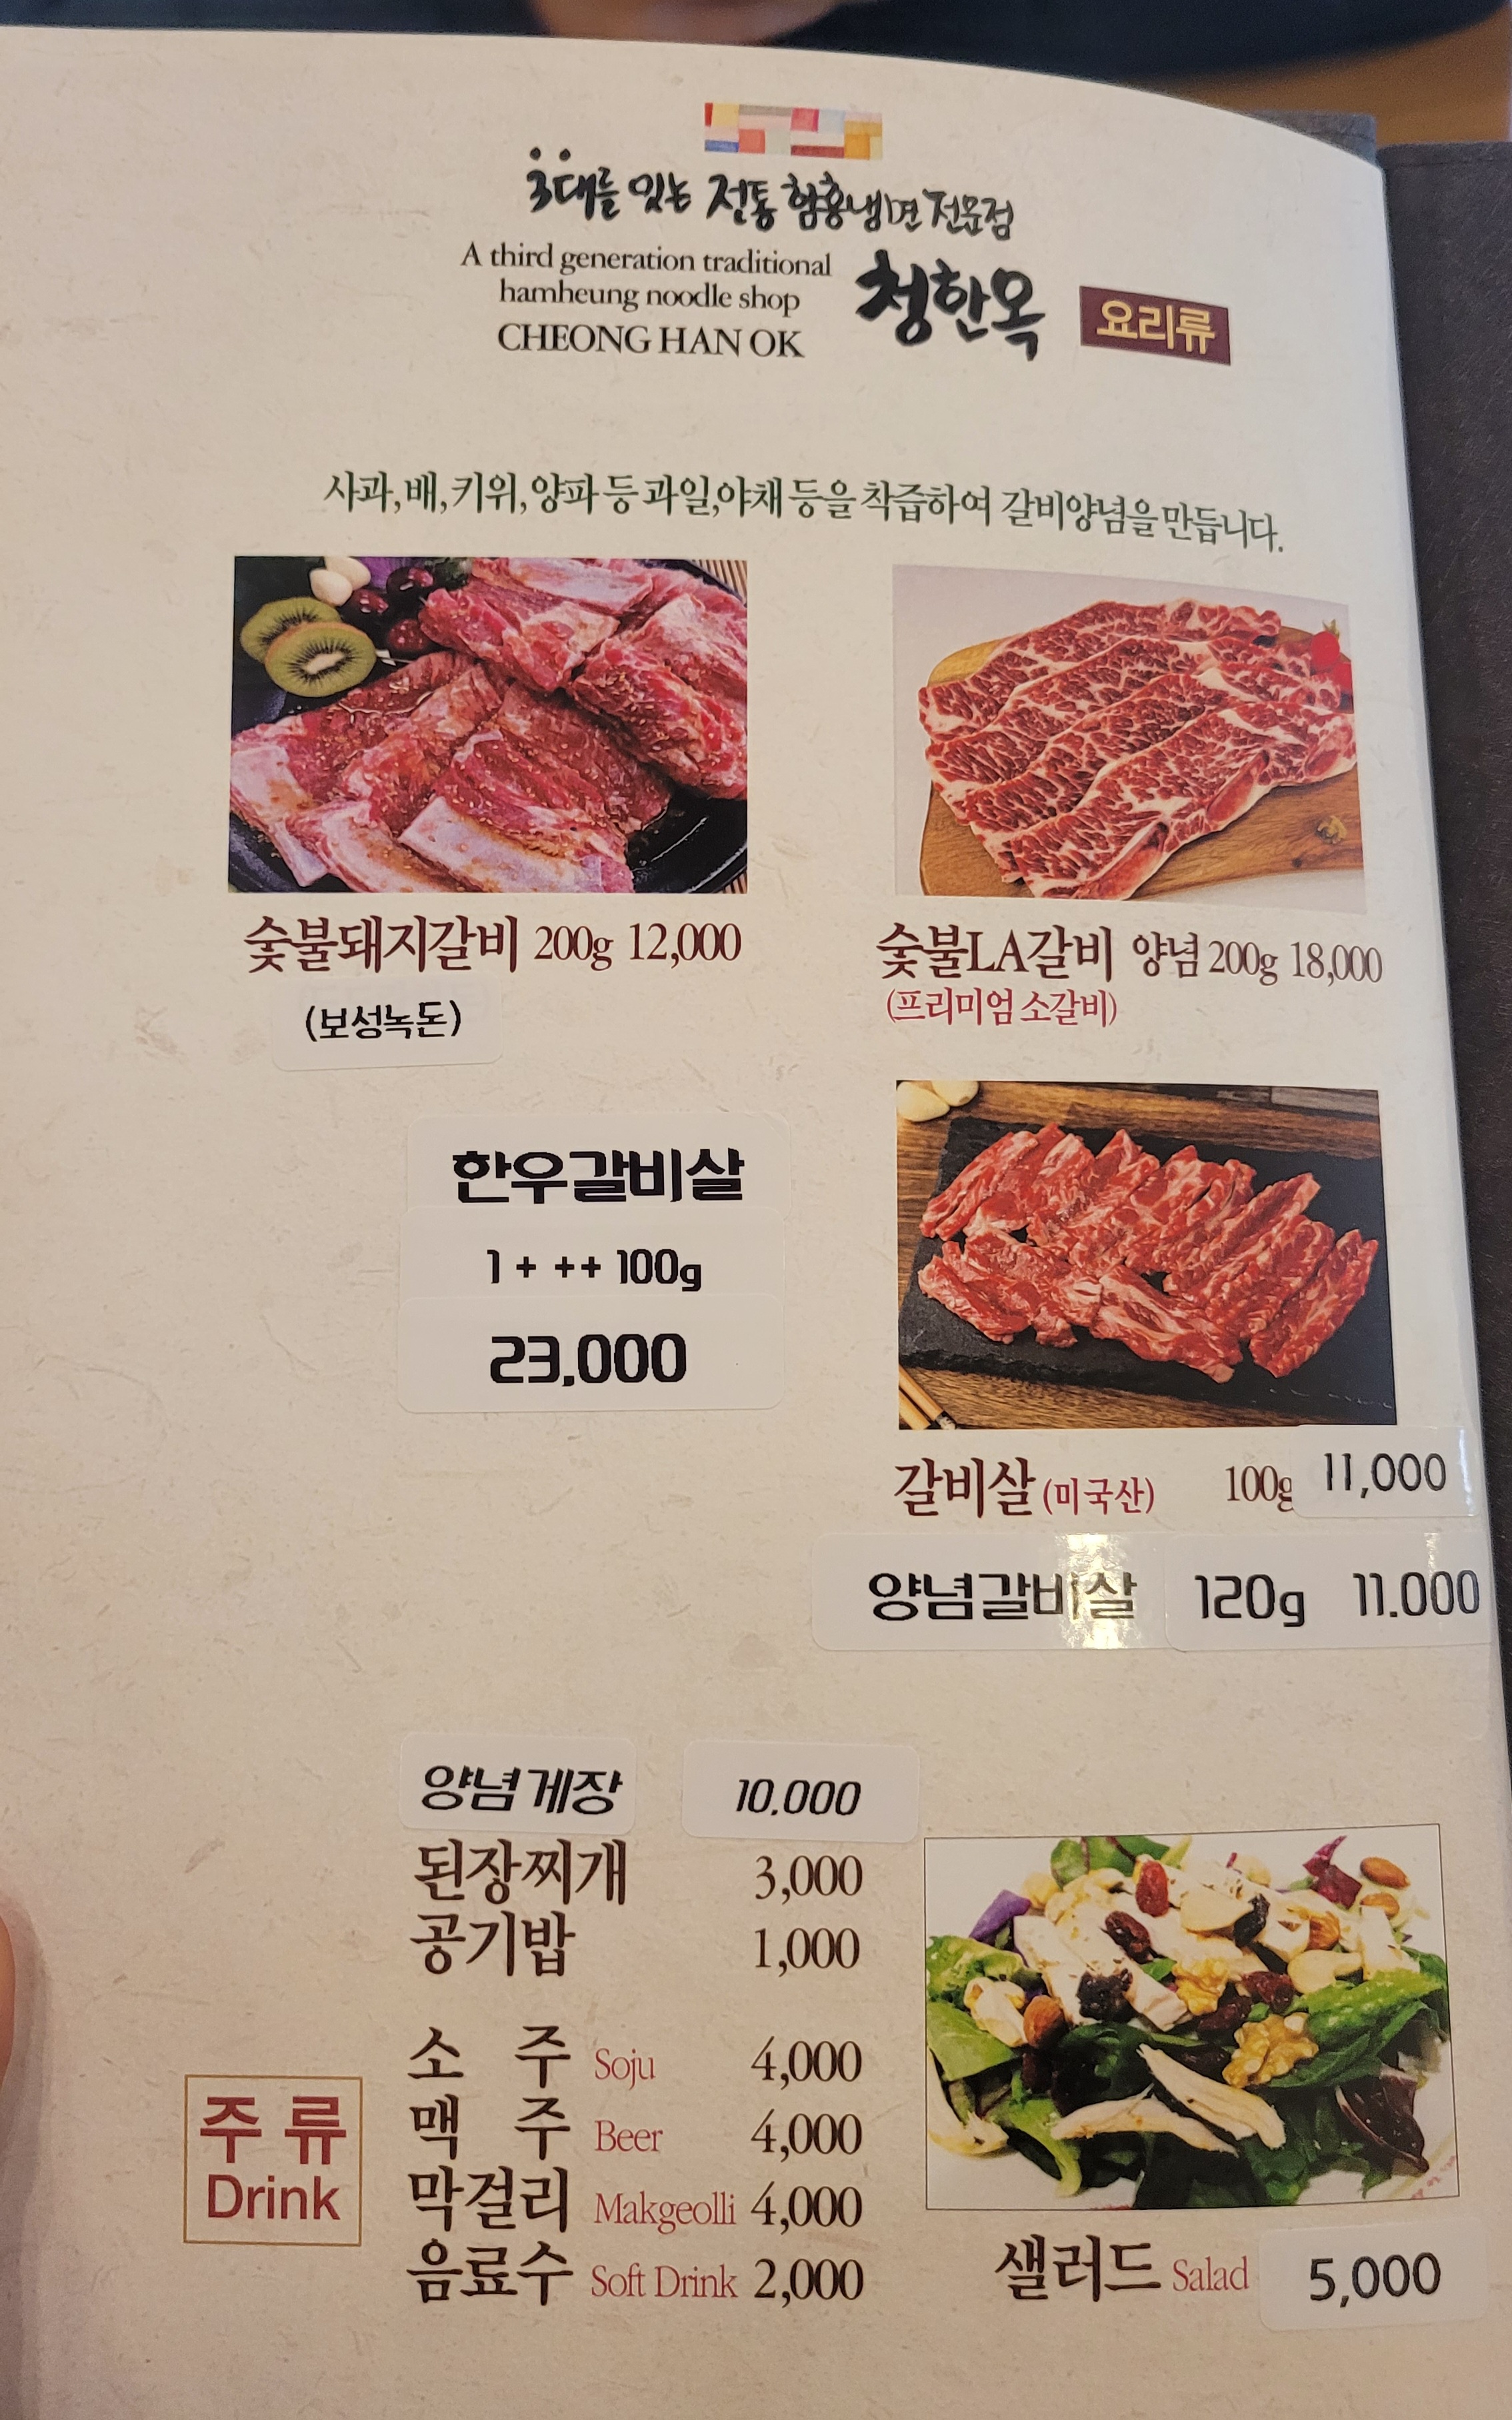 3대를 잇는 전통 함흥냉면 전문점
A third generation traditional
hamheung noodle shop
CHEONG HAN OK
청한옥
요리류
사과, 배, 키위, 양파 등 과일,야채 등을 착즙하여 갈비양념을 만듭니다.
숯불돼지갈비 200g 12,000
(보성녹돈)
숯불LA갈비 양념 200g 18,000
(프리미엄 소갈비)
한우갈비살
1+ ++ 100g
23,000
갈비살 (미국산) 100g 11,000
양념갈비살 120g 11.000
양념게장 10.000
된장찌개 3,000
공기밥 1,000
주류
Drink
소주 Soju 4,000
맥주 Beer 4,000
막걸리 Makgeolli 4,000
음료수 Soft Drink 2,000
샐러드 Salad 5,000